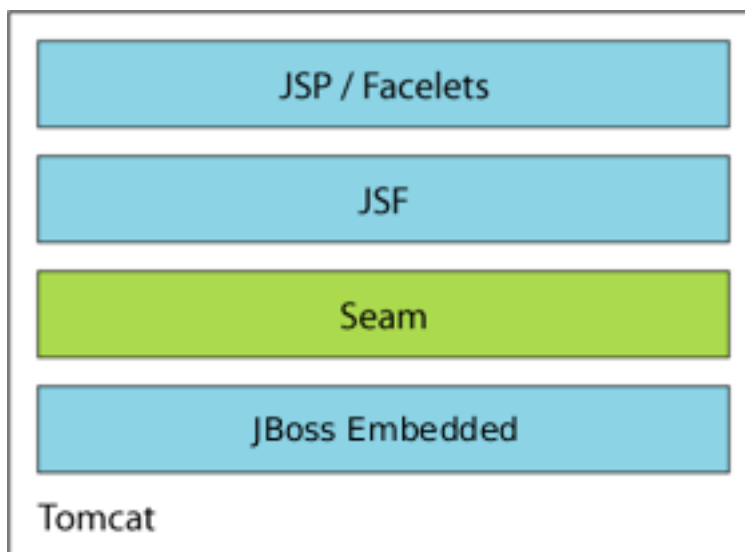 JSP / Facelets
JSF
Seam
JBoss Embedded
Tomcat